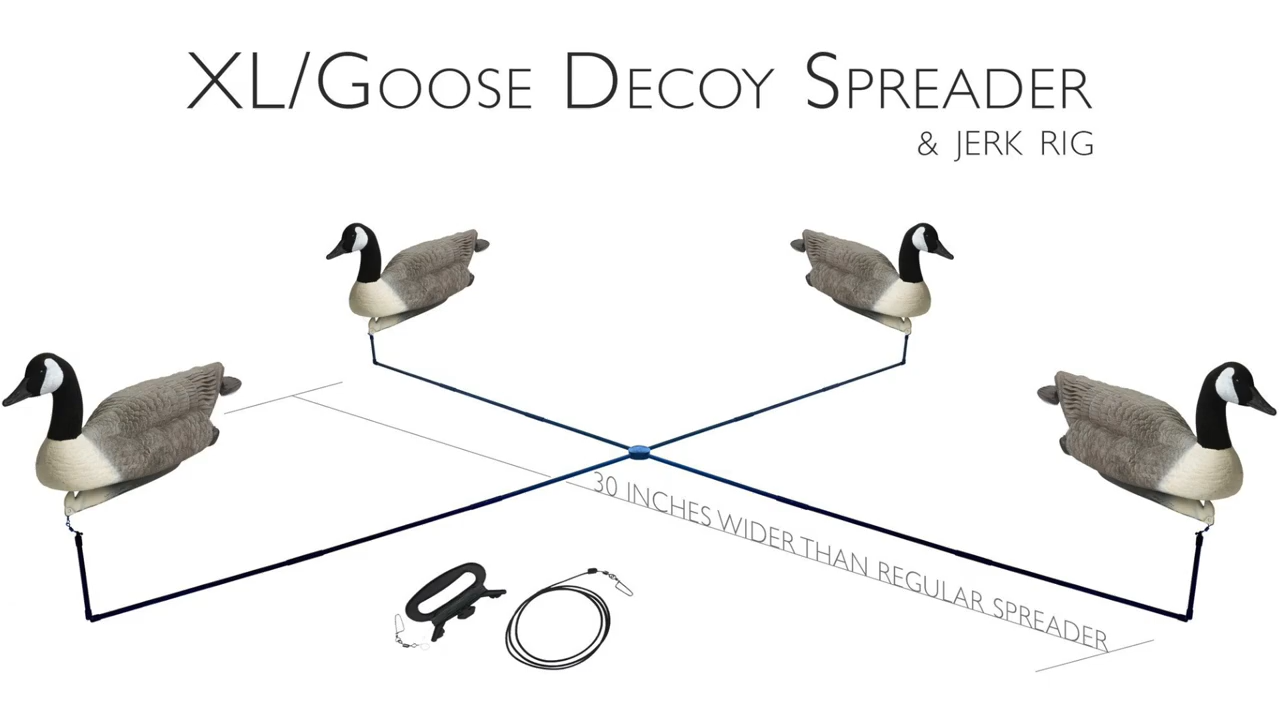 XL/GOOSE DECOY SPREADER
& JERK RIG
30 INCHES WIDER THAN REGULAR SPREADER